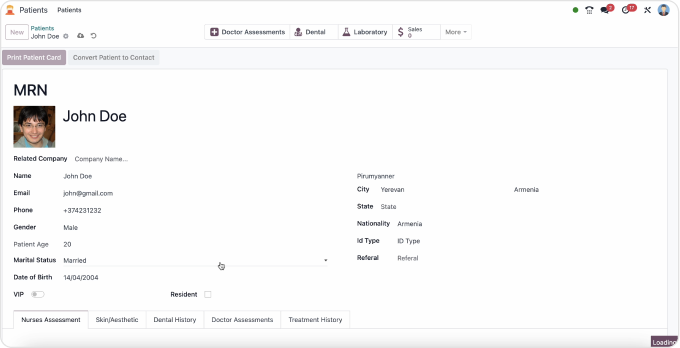 Patients Patients 2 17
New Patients Doctor Assessments Dental Laboratory Sales More
John Doe 0
Print Patient Card Convert Patient to Contact
MRN
John Doe
Related Company Company Name...
Name John Doe Pirumyanner
Email john@gmail.com City Yerevan Armenia
Phone +374231232 State State
Gender Male Nationality Armenia
Patient Age 20 Id Type ID Type
Marital Status Married Referal Referal
Date of Birth 14/04/2004
VIP Resident
Nurses Assessment Skin/Aesthetic Dental History Doctor Assessments Treatment History
Loading